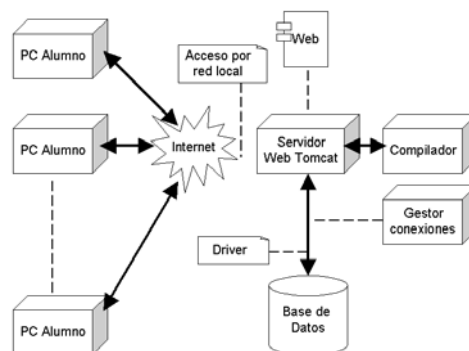 PC Alumno
Acceso por
red local
Web
PC Alumno
Internet
Servidor
Web Tomcat
Compilador
Gestor
conexiones
Driver
PC Alumno
Base de
Datos